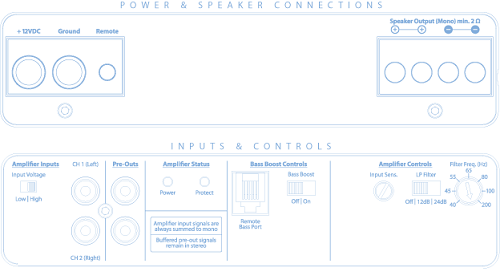 POWER & SPEAKER CONNECTIONS
+ 12VDC
Ground
Remote
Speaker Output (Mono) min. 2 Ω
INPUTS & CONTROLS
Amplifier Inputs
Input Voltage
Low | High
CH 1 (Left)
CH 2 (Right)
Pre-Outs
Amplifier Status
Power
Protect
Amplifier input signals are
always summed to mono
Buffered pre-out signals
remain in stereo
Bass Boost Controls
Remote
Bass Port
Bass Boost
Off | On
Amplifier Controls
Input Sens.
LP Filter
Off | 12dB | 24dB
Filter Freq. (Hz)
65
55
80
45
100
40
200